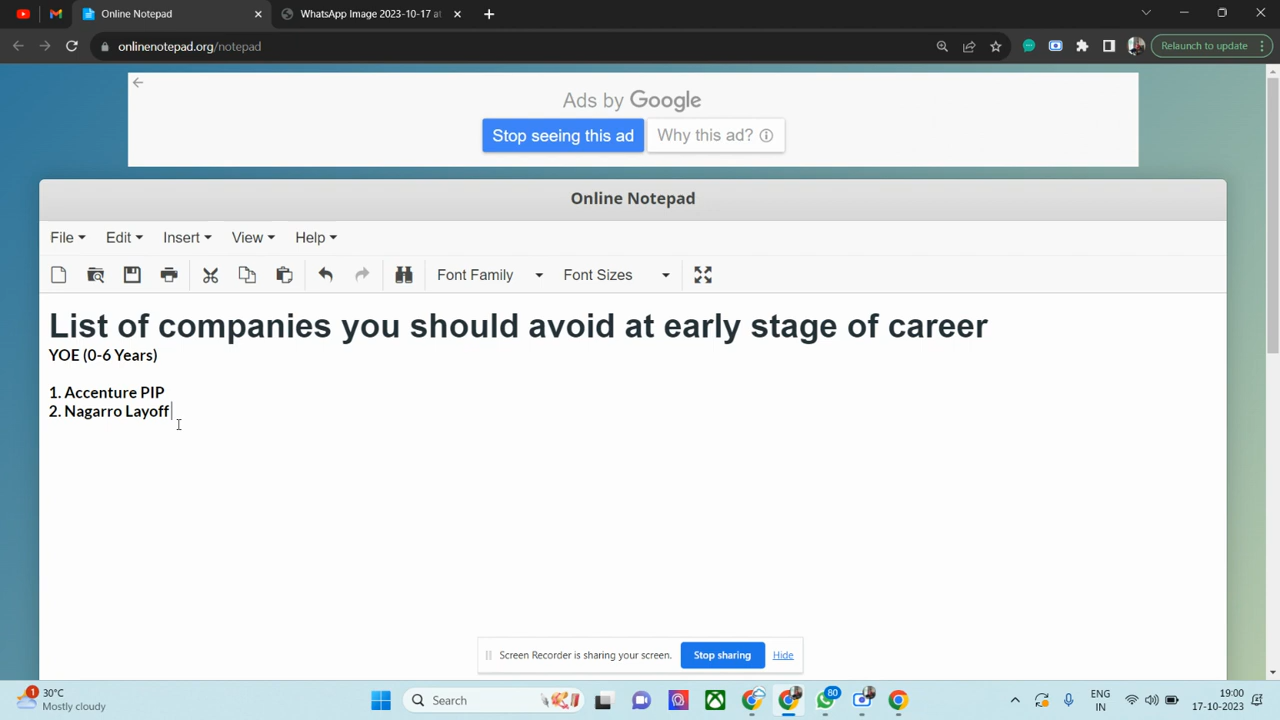 Online Notepad
WhatsApp Image 2023-10-17 at
onlinenotepad.org/notepad
Relaunch to update
Ads by Google
Stop seeing this ad
Why this ad?
Online Notepad
File
Edit
Insert
View
Help
Font Family
Font Sizes
List of companies you should avoid at early stage of career
YOE (0-6 Years)
1. Accenture PIP
2. Nagarro Layoff
Screen Recorder is sharing your screen.
Stop sharing
Hide
1
30°C
Mostly cloudy
Search
80
ENG
IN
19:00
17-10-2023